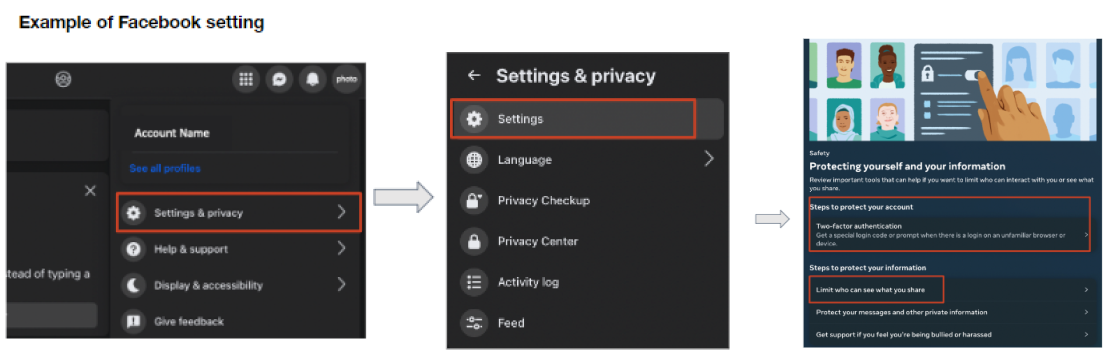 Example of Facebook setting
photo
Account Name
See all profiles
Settings & privacy
Help & support
stead of typing a
Display & accessibility
Give feedback
Settings & privacy
Settings
Language
Privacy Checkup
Privacy Center
Activity log
Feed
Safety
Protecting yourself and your information
Review important tools that can help if you want to limit who can interact with you or see what
you share.
Steps to protect your account
Two-factor authentication
Get a special login code or prompt when there is a login on an unfamiliar browser or
device.
Steps to protect your information
Limit who can see what you share
Protect your messages and other private information
Get support if you feel you're being bullied or harassed